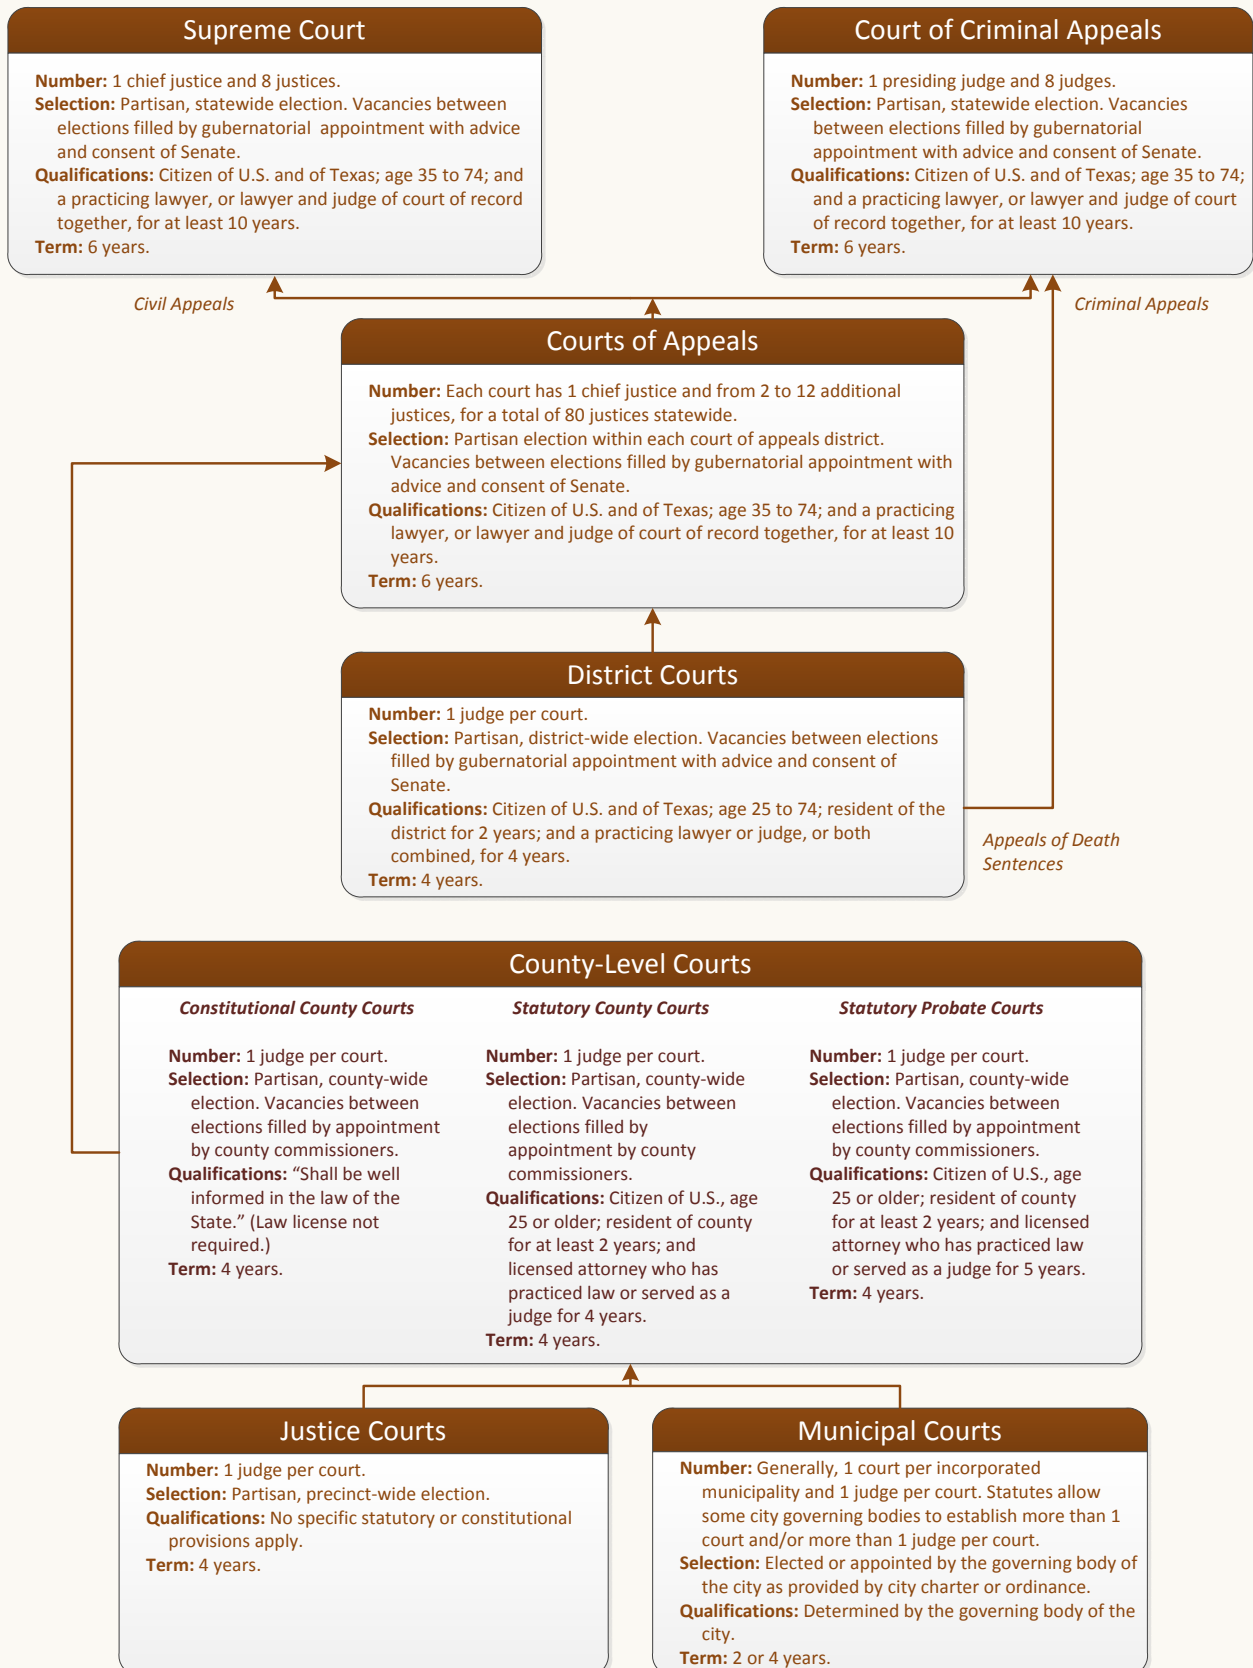 Supreme Court
Number: 1 chief justice and 8 justices.
Selection: Partisan, statewide election. Vacancies between
elections filled by gubernatorial appointment with advice
and consent of Senate.
Qualifications: Citizen of U.S. and of Texas; age 35 to 74; and
a practicing lawyer, or lawyer and judge of court of record
together, for at least 10 years.
Term: 6 years.
Court of Criminal Appeals
Number: 1 presiding judge and 8 judges.
Selection: Partisan, statewide election. Vacancies
between elections filled by gubernatorial
appointment with advice and consent of Senate.
Qualifications: Citizen of U.S. and of Texas; age 35 to 74;
and a practicing lawyer, or lawyer and judge of court
of record together, for at least 10 years.
Term: 6 years.
Civil Appeals
Criminal Appeals
Courts of Appeals
Number: Each court has 1 chief justice and from 2 to 12 additional
justices, for a total of 80 justices statewide.
Selection: Partisan election within each court of appeals district.
Vacancies between elections filled by gubernatorial appointment with
advice and consent of Senate.
Qualifications: Citizen of U.S. and of Texas; age 35 to 74; and a practicing
lawyer, or lawyer and judge of court of record together, for at least 10
years.
Term: 6 years.
District Courts
Number: 1 judge per court.
Selection: Partisan, district-wide election. Vacancies between elections
filled by gubernatorial appointment with advice and consent of
Senate.
Qualifications: Citizen of U.S. and of Texas; age 25 to 74; resident of the
district for 2 years; and a practicing lawyer or judge, or both
combined, for 4 years.
Term: 4 years.
Appeals of Death
Sentences
County-Level Courts
Constitutional County Courts
Number: 1 judge per court.
Selection: Partisan, county-wide
election. Vacancies between
elections filled by appointment
by county commissioners.
Qualifications: “Shall be well
informed in the law of the
State.” (Law license not
required.)
Term: 4 years.
Statutory County Courts
Number: 1 judge per court.
Selection: Partisan, county-wide
election. Vacancies between
elections filled by
appointment by county
commissioners.
Qualifications: Citizen of U.S., age
25 or older; resident of county
for at least 2 years; and
licensed attorney who has
practiced law or served as a
judge for 4 years.
Term: 4 years.
Statutory Probate Courts
Number: 1 judge per court.
Selection: Partisan, county-wide
election. Vacancies between
elections filled by appointment
by county commissioners.
Qualifications: Citizen of U.S., age
25 or older; resident of county
for at least 2 years; and licensed
attorney who has practiced law
or served as a judge for 5 years.
Term: 4 years.
Justice Courts
Number: 1 judge per court.
Selection: Partisan, precinct-wide election.
Qualifications: No specific statutory or constitutional
provisions apply.
Term: 4 years.
Municipal Courts
Number: Generally, 1 court per incorporated
municipality and 1 judge per court. Statutes allow
some city governing bodies to establish more than 1
court and/or more than 1 judge per court.
Selection: Elected or appointed by the governing body of
the city as provided by city charter or ordinance.
Qualifications: Determined by the governing body of the
city.
Term: 2 or 4 years.